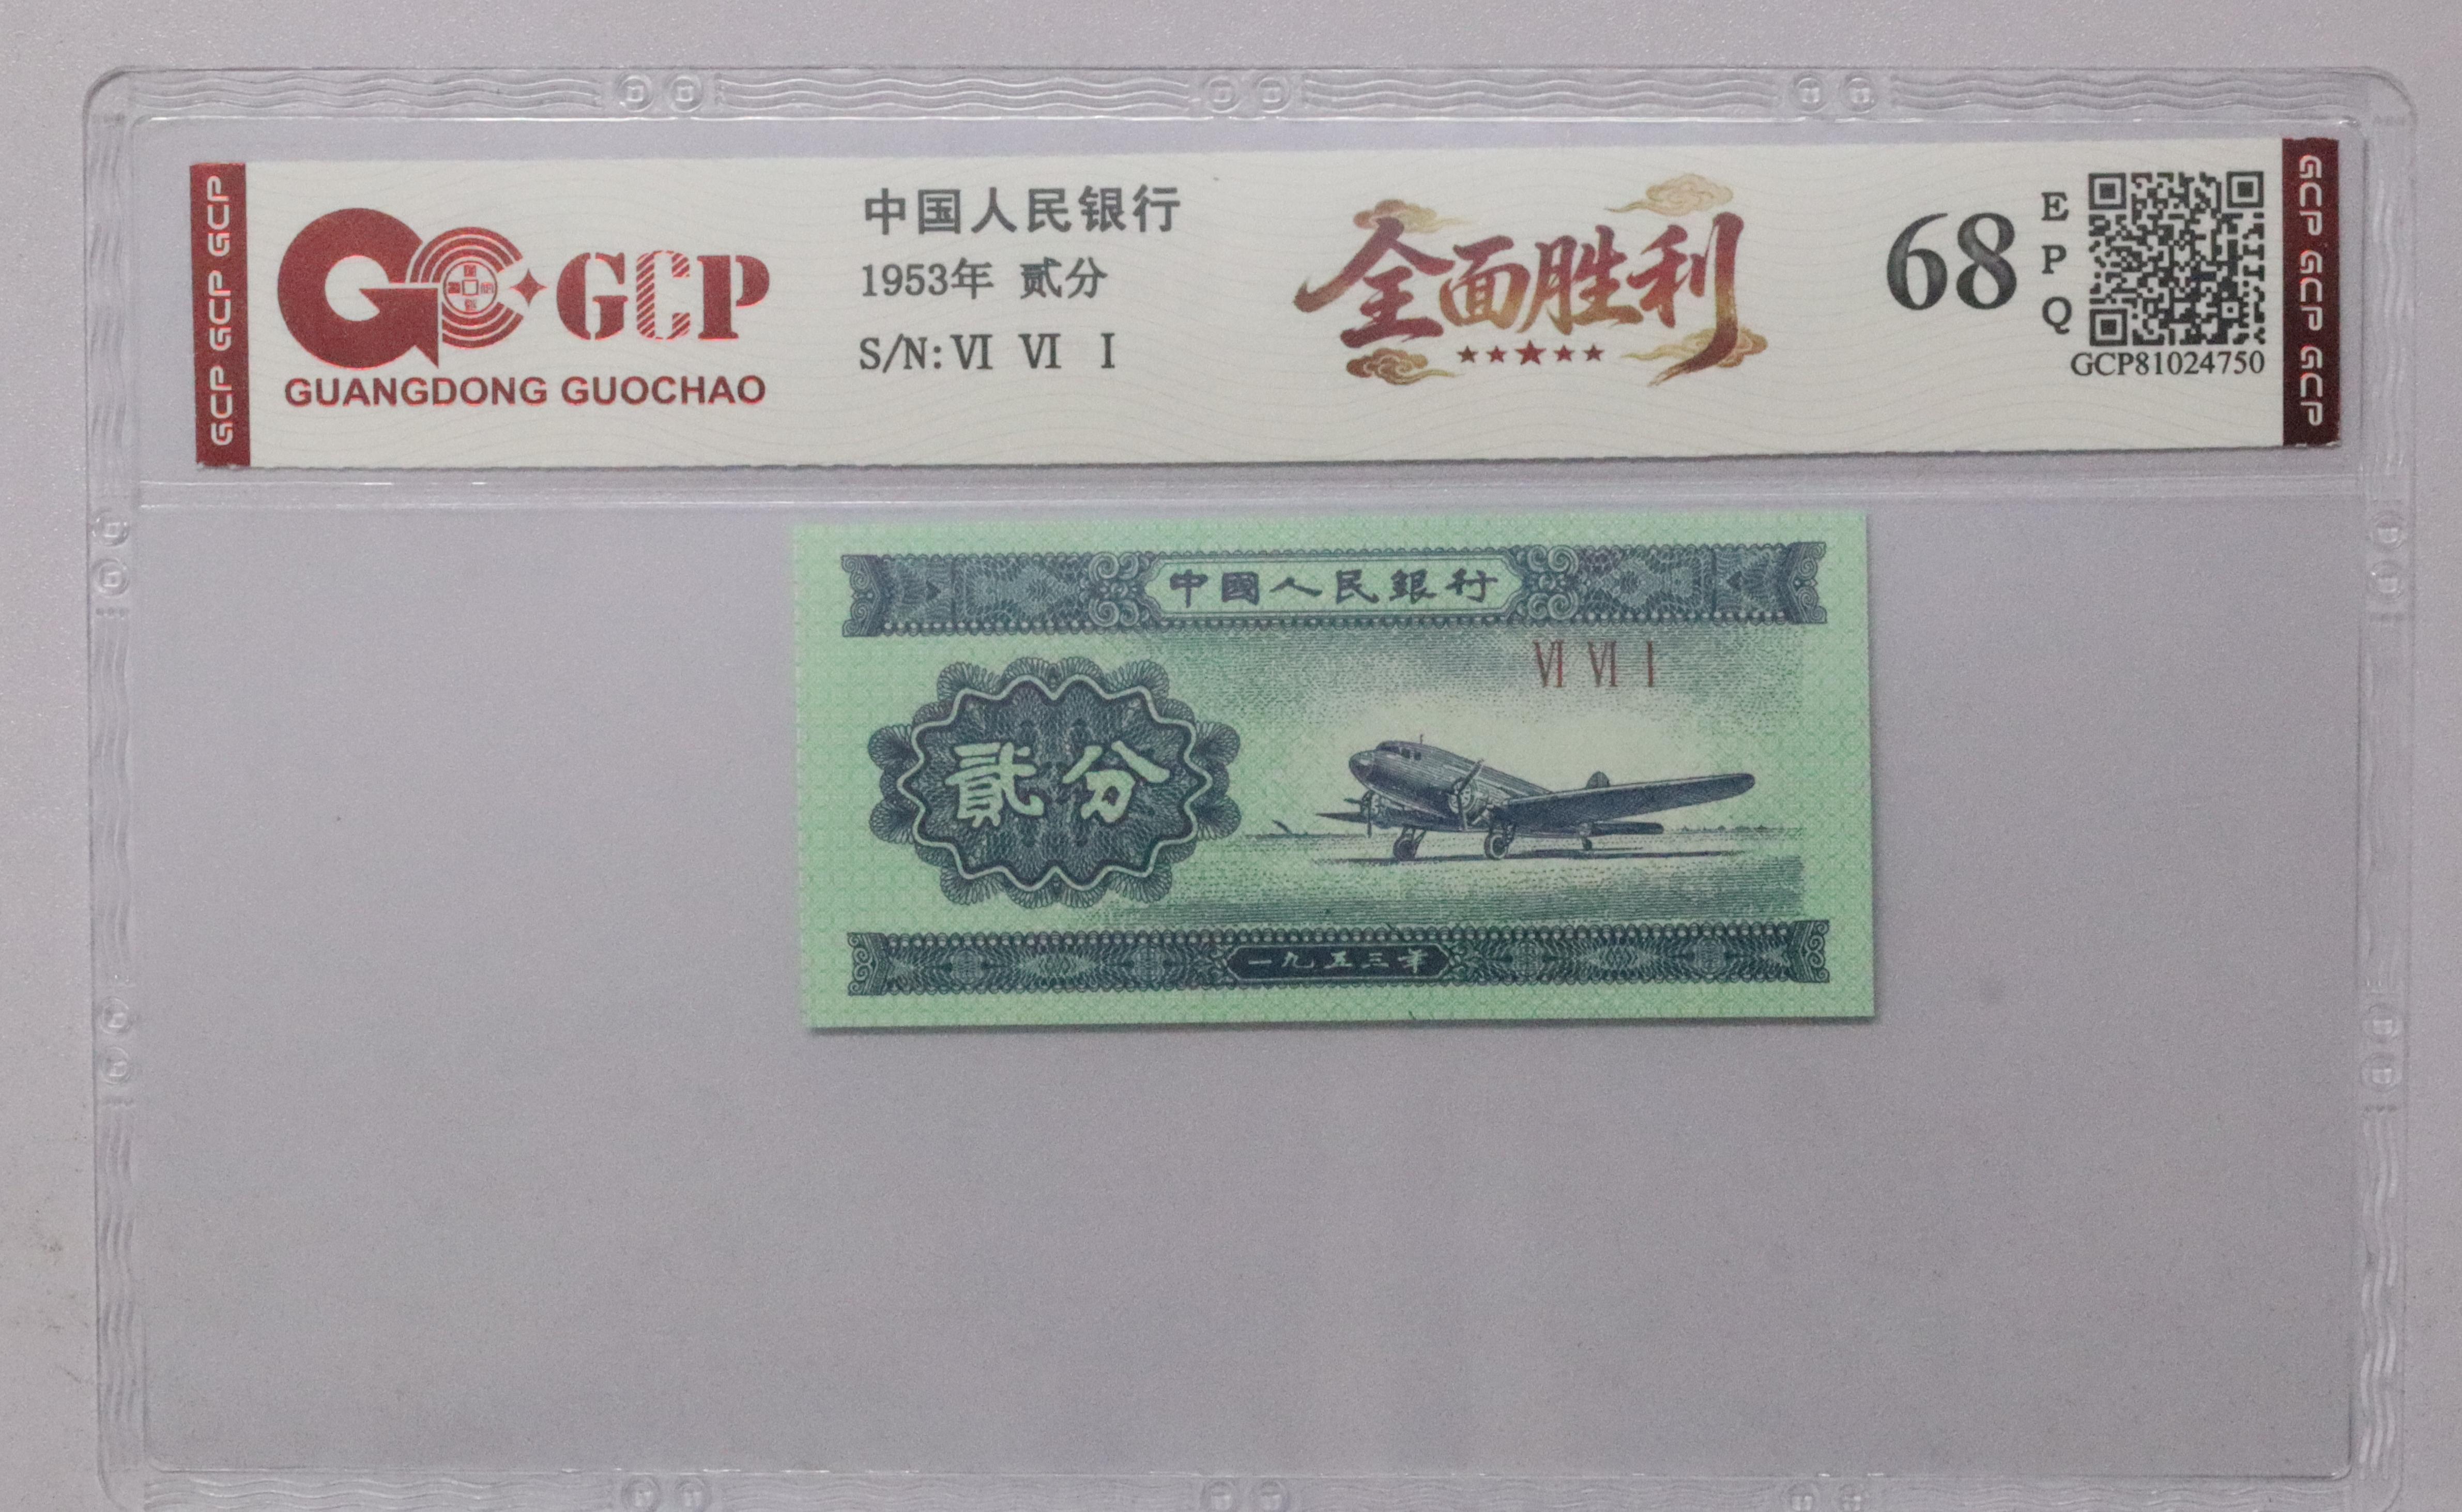 GCP GCP GCP
GCP
GUANGDONG GUOCHAO
中国人民银行
1953年 贰分
S/N: VI VI I
全面胜利
68
EPQ
GCP81024750
GCP GCP GCP
中國人民銀行
VI VI I
貳分
一九五三年